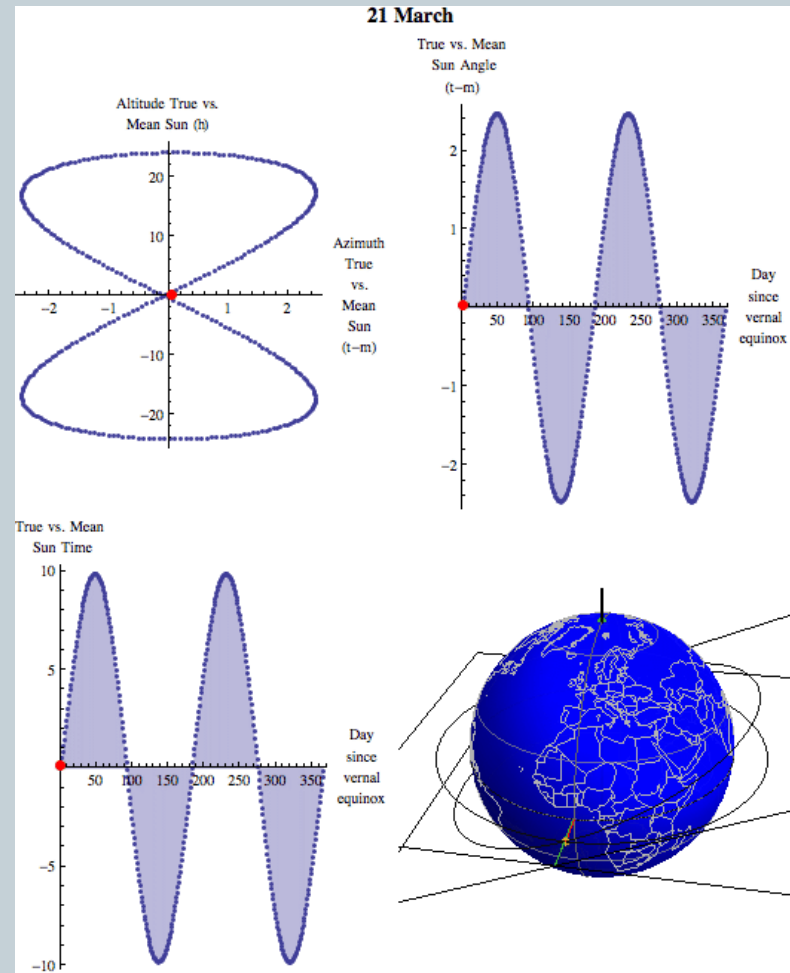 21 March
True vs. Mean
Sun Angle
(t−m)
Altitude True vs.
Mean Sun (h)
20
10
−10
−20
−2
−1
1
2
Azimuth
True
vs.
Mean
Sun
(t−m)
2
1
−1
−2
50
100
150
200
250
300
350
Day
since
vernal
equinox
True vs. Mean
Sun Time
10
5
−5
−10
50
100
150
200
250
300
350
Day
since
vernal
equinox